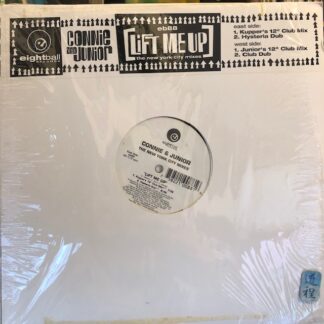 eightball
CONNIE
AND
JUNIOR
eb88
LIFT ME UP
the new york city mixes
east side:
1. Kupper's 12" Club Mix
2. Hysteria Dub
west side:
1. Junior's 12" Club Mix
2. Club Dub
CONNIE & JUNIOR
THE NEW YORK CITY MIXES
"LIFT ME UP"